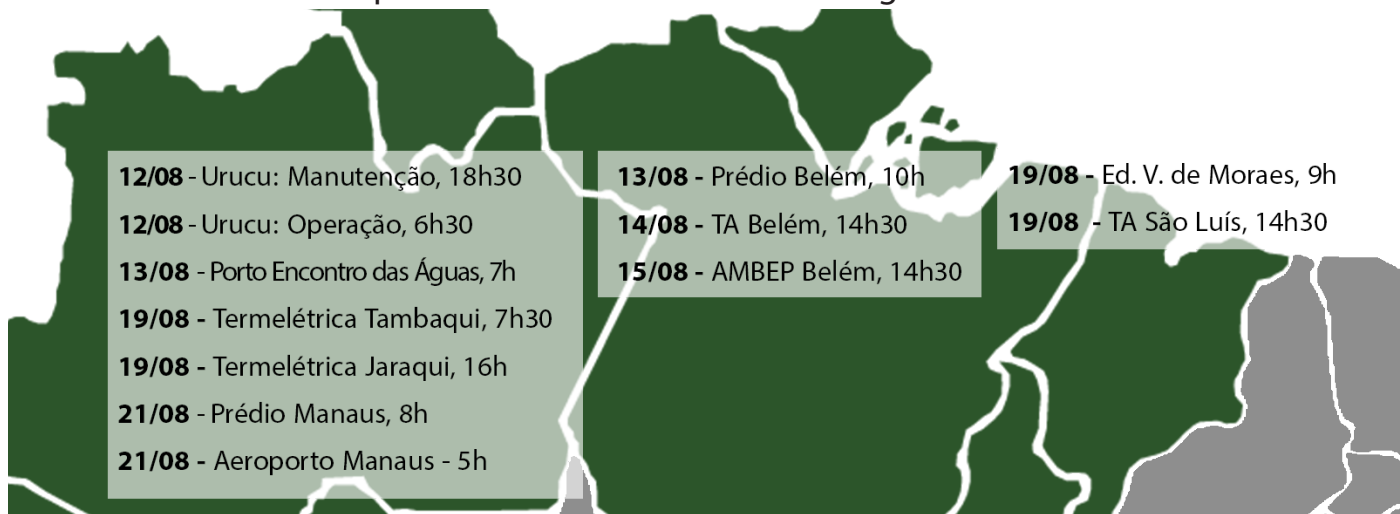 12/08 - Urucu: Manutenção, 18h30
12/08 - Urucu: Operação, 6h30
13/08 - Porto Encontro das Águas, 7h
19/08 - Termelétrica Tambaqui, 7h30
19/08 - Termelétrica Jaraqui, 16h
21/08 - Prédio Manaus, 8h
21/08 - Aeroporto Manaus - 5h
13/08 - Prédio Belém, 10h
14/08 - TA Belém, 14h30
15/08 - AMBEP Belém, 14h30
19/08 - Ed. V. de Moraes, 9h
19/08 - TA São Luís, 14h30